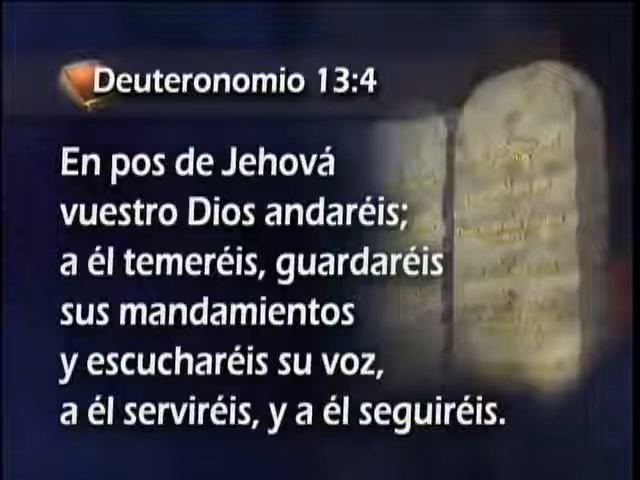 Deuteronomio 13:4
En pos de Jehová
vuestro Dios andaréis;
a él temeréis, guardaréis
sus mandamientos
y escucharéis su voz,
a él serviréis, y a él seguiréis.